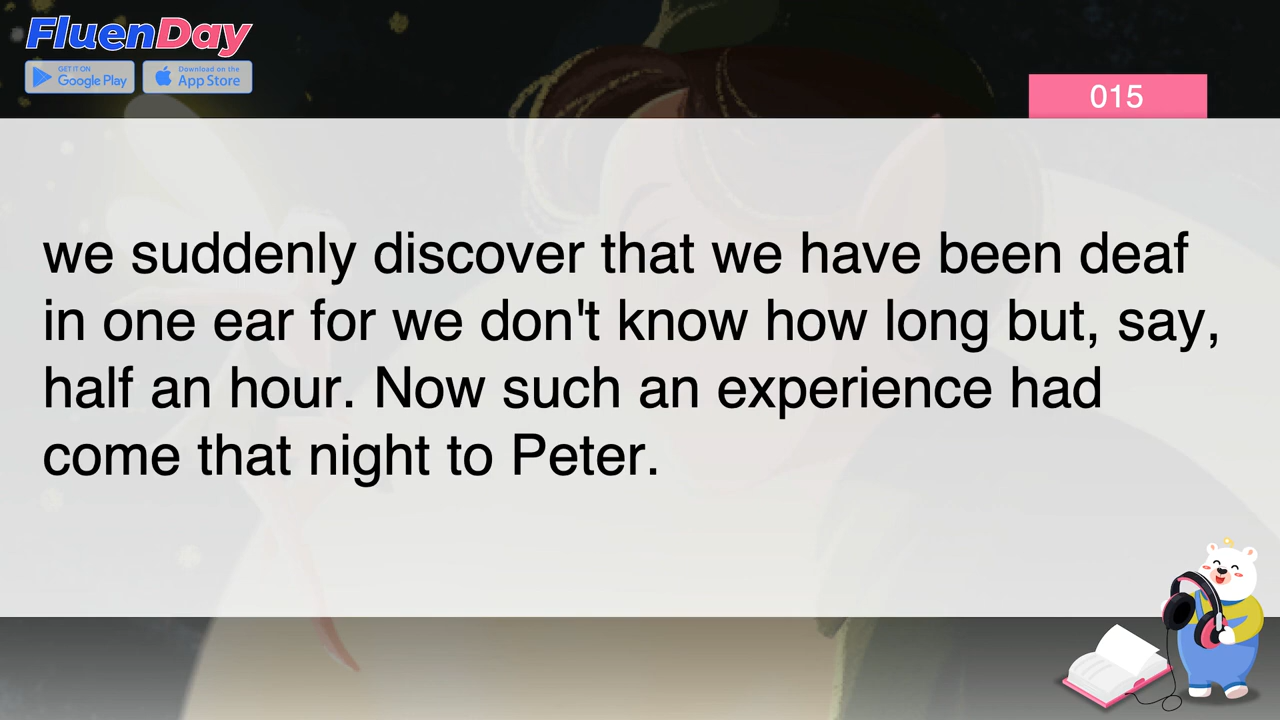 FluenDay
GET IT ON
Google Play
Download on the
App Store
015
we suddenly discover that we have been deaf
in one ear for we don't know how long but, say,
half an hour. Now such an experience had
come that night to Peter.